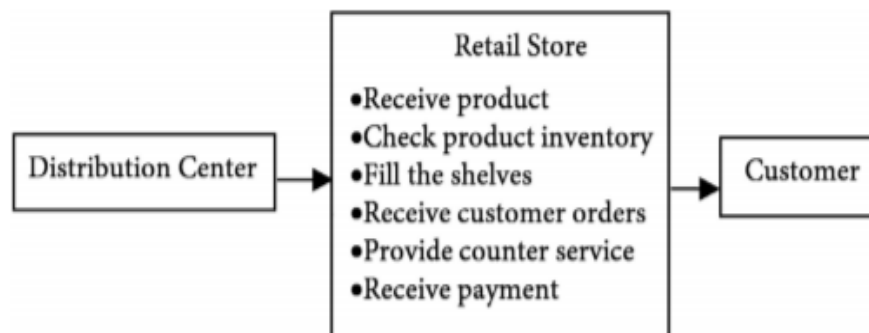 Distribution Center
Retail Store
•Receive product
•Check product inventory
•Fill the shelves
•Receive customer orders
•Provide counter service
•Receive payment
Customer